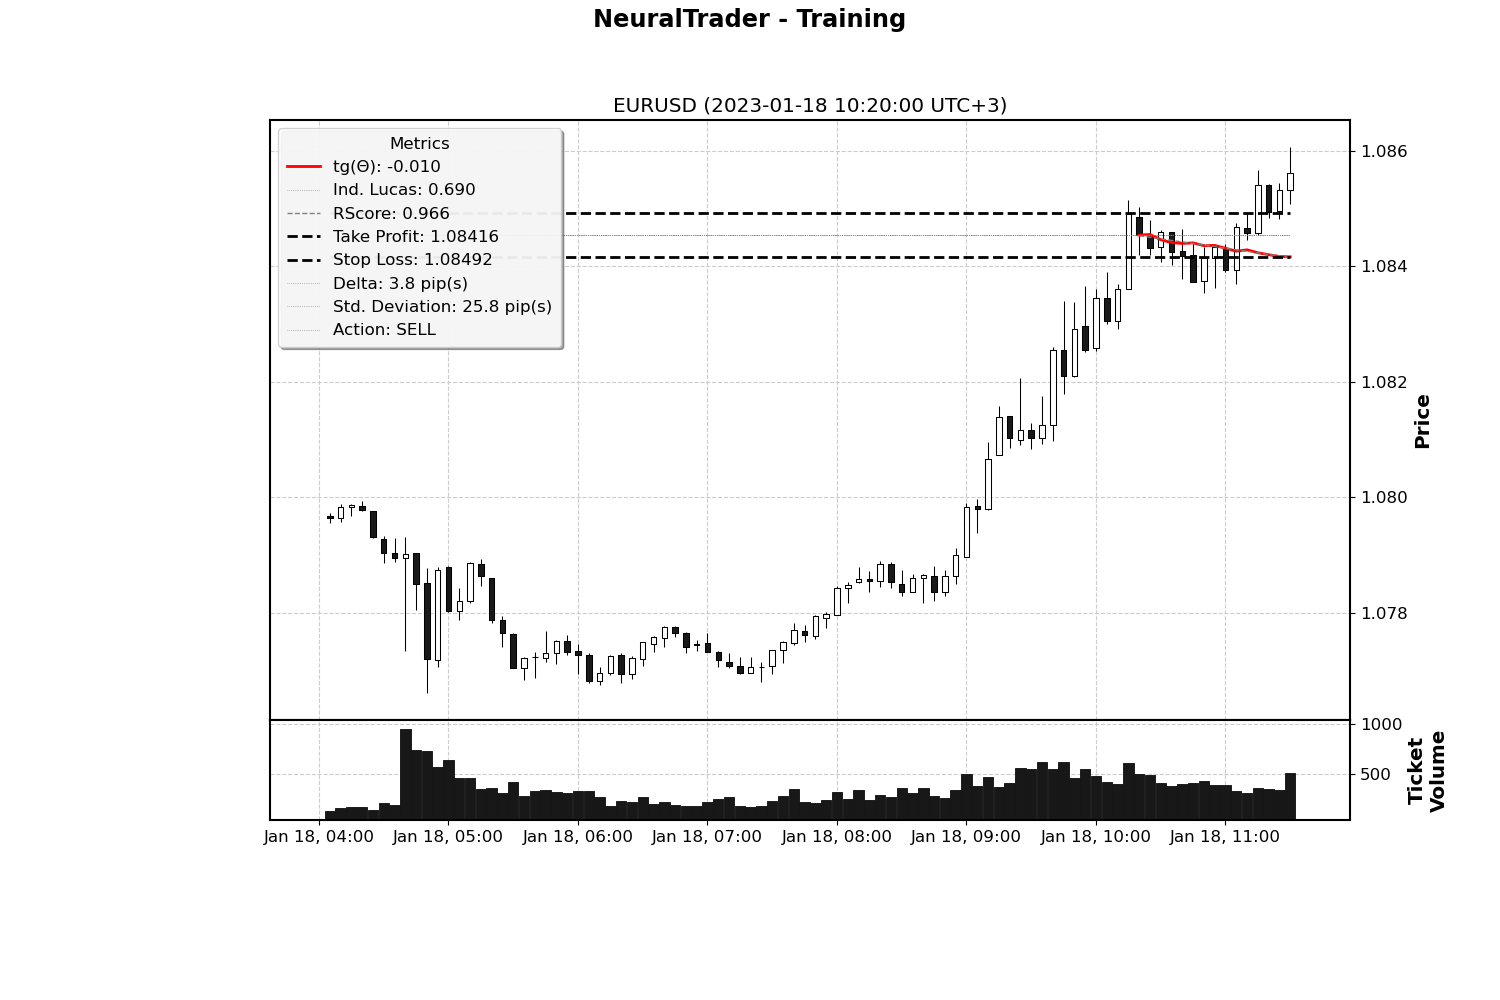 NeuralTrader - Training
EURUSD (2023-01-18 10:20:00 UTC+3)
Metrics
tg(Θ): -0.010
Ind. Lucas: 0.690
RScore: 0.966
Take Profit: 1.08416
Stop Loss: 1.08492
Delta: 3.8 pip(s)
Std. Deviation: 25.8 pip(s)
Action: SELL
1.086
1.084
1.082
1.080
1.078
Price
1000
500
Ticket
Volume
Jan 18, 04:00
Jan 18, 05:00
Jan 18, 06:00
Jan 18, 07:00
Jan 18, 08:00
Jan 18, 09:00
Jan 18, 10:00
Jan 18, 11:00